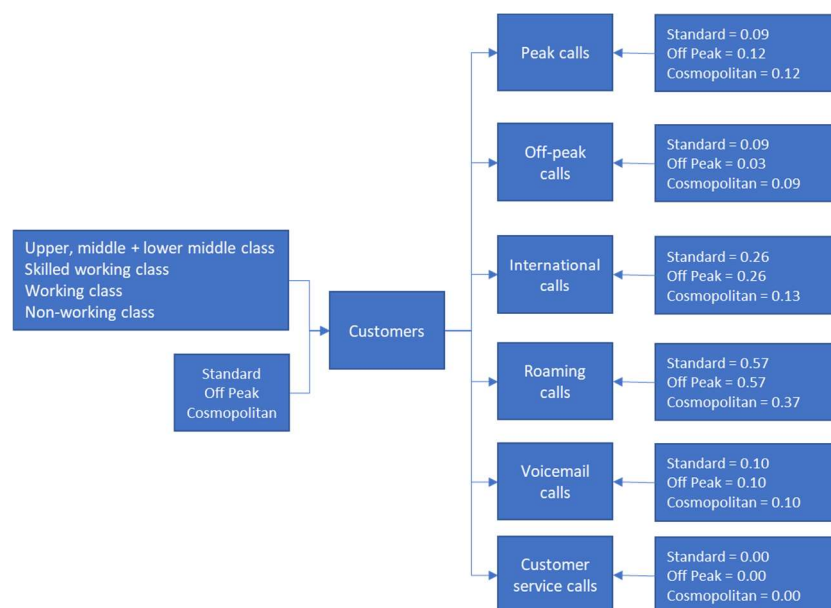 Upper, middle + lower middle class
Skilled working class
Working class
Non-working class
Standard
Off Peak
Cosmopolitan
Customers
Peak calls
Standard = 0.09
Off Peak = 0.12
Cosmopolitan = 0.12
Off-peak
calls
Standard = 0.09
Off Peak = 0.03
Cosmopolitan = 0.09
International
calls
Standard = 0.26
Off Peak = 0.26
Cosmopolitan = 0.13
Roaming
calls
Standard = 0.57
Off Peak = 0.57
Cosmopolitan = 0.37
Voicemail
calls
Standard = 0.10
Off Peak = 0.10
Cosmopolitan = 0.10
Customer
service calls
Standard = 0.00
Off Peak = 0.00
Cosmopolitan = 0.00